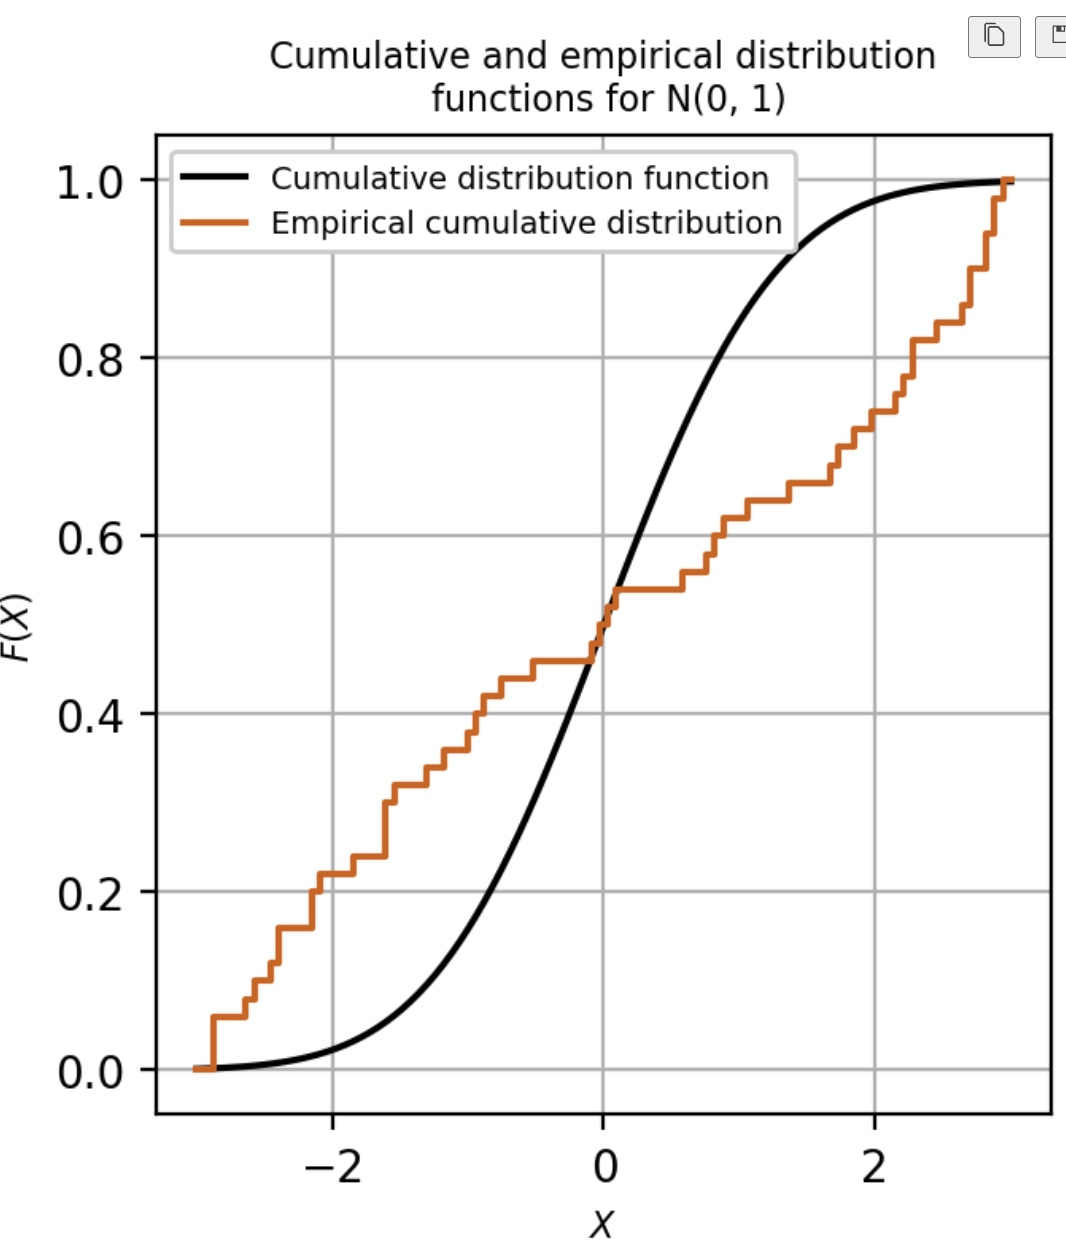 Cumulative and empirical distribution
functions for N(0, 1)
Cumulative distribution function
Empirical cumulative distribution
1.0
0.8
0.6
0.4
0.2
0.0
F(X)
−2 0 2
X